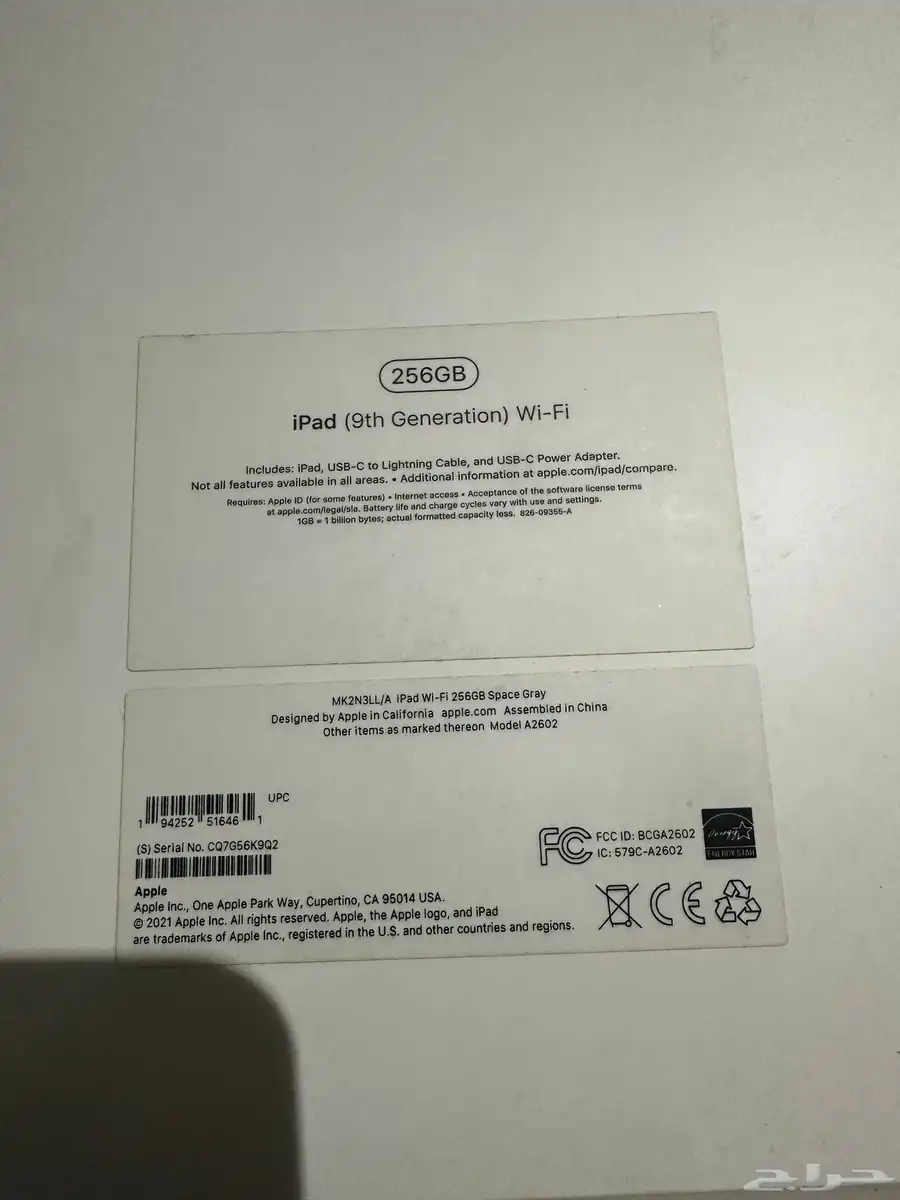 256GB
iPad (9th Generation) Wi-Fi
Includes: iPad, USB-C to Lightning Cable, and USB-C Power Adapter.
Not all features available in all areas. • Additional information at apple.com/ipad/compare.
Requires: Apple ID (for some features) • Internet access • Acceptance of the software license terms
at apple.com/legal/sla. Battery life and charge cycles vary with use and settings.
1GB = 1 billion bytes; actual formatted capacity less. 826-09355-A
MK2N3LL/A iPad Wi-Fi 256GB Space Gray
Designed by Apple in California apple.com Assembled in China
Other items as marked thereon Model A2602
UPC
1 94252 51646 1
(S) Serial No. CQ7G56K9Q2
FCC ID: BCGA2602
IC: 579C-A2602
energy
ENERGY STAR
Apple
Apple Inc., One Apple Park Way, Cupertino, CA 95014 USA.
© 2021 Apple Inc. All rights reserved. Apple, the Apple logo, and iPad
are trademarks of Apple Inc., registered in the U.S. and other countries and regions.
FC
CE
حراج